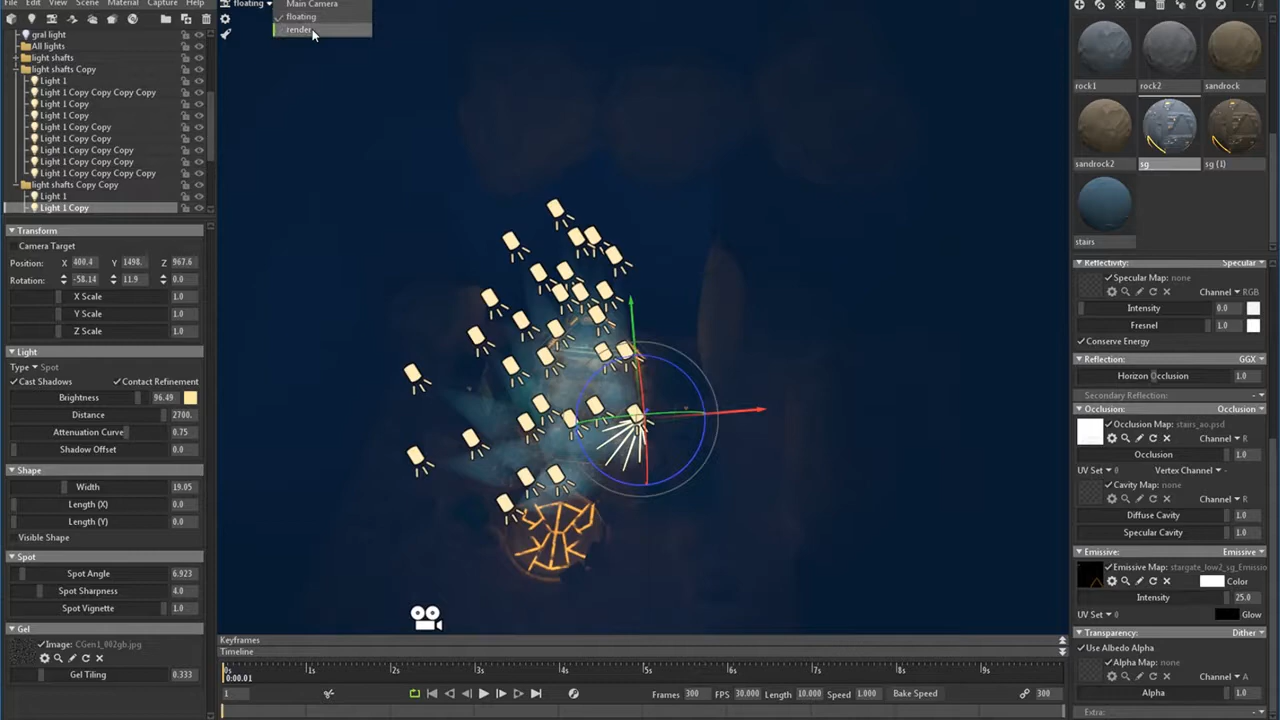 File Edit View Scene Material Capture Help
floating
Main Camera
floating
render
gral light
All lights
light shafts
light shafts Copy
Light 1
Light 1 Copy Copy Copy Copy
Light 1 Copy
Light 1 Copy
Light 1 Copy Copy
Light 1 Copy Copy
Light 1 Copy Copy Copy
Light 1 Copy Copy Copy
Light 1 Copy Copy Copy Copy
light shafts Copy Copy
Light 1
Light 1 Copy
Transform
Camera Target
Position: X 400.4 Y 1498. Z 967.6
Rotation: -58.14 11.9 0.0
X Scale 1.0
Y Scale 1.0
Z Scale 1.0
Light
Type Spot
Cast Shadows Contact Refinement
Brightness 96.49
Distance 2700.
Attenuation Curve 0.75
Shadow Offset 0.0
Shape
Width 19.05
Length (X) 0.0
Length (Y) 0.0
Visible Shape
Spot
Spot Angle 6.923
Spot Sharpness 4.0
Spot Vignette 1.0
Gel
Image: CGen1_002gb.jpg
Gel Tiling 0.333
Keyframes
Timeline
0s 1s 2s 3s 4s 5s 6s 7s 8s 9s
0:00.01
1 Frames 300 FPS 30.000 Length 10.000 Speed 1.000 Bake Speed 300
rock1 rock2 sandrock
sandrock2 sg sg (1)
stairs
Reflectivity: Specular
Specular Map: none
Channel RGB
Intensity 0.0
Fresnel 1.0
Conserve Energy
Reflection: GGX
Horizon Occlusion 1.0
Secondary Reflection:
Occlusion: Occlusion
Occlusion Map: stairs_ao.psd
Channel R
Occlusion 1.0
UV Set 0 Vertex Channel -
Cavity Map: none
Channel R
Diffuse Cavity 1.0
Specular Cavity 1.0
Emissive: Emissive
Emissive Map: stargate_low2_sg_Emissio
Color
Intensity 25.0
UV Set 0 Glow
Transparency: Dither
Use Albedo Alpha
Alpha Map: none
Channel A
Alpha 1.0
Extra: